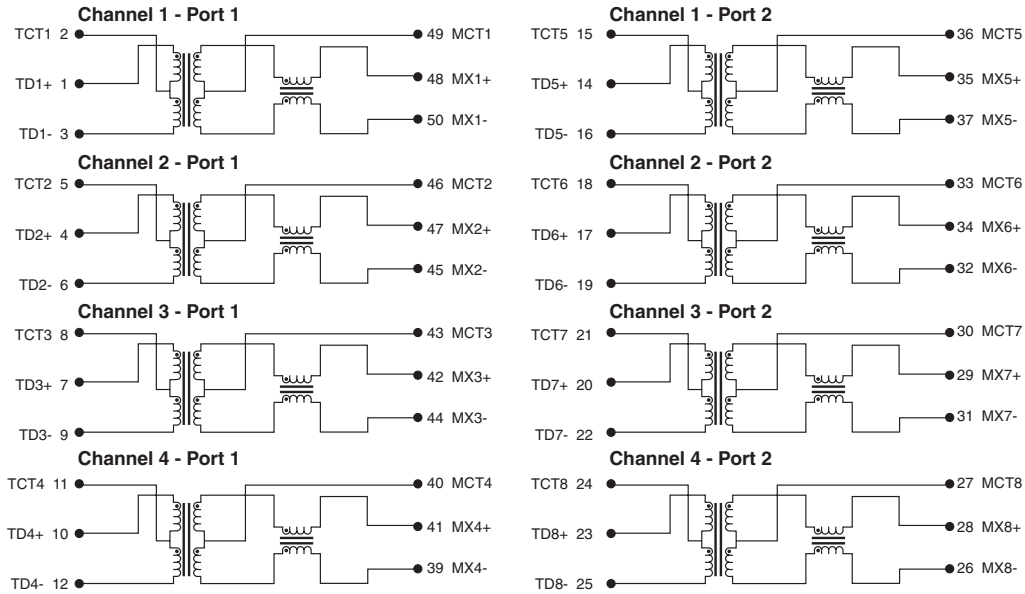 Channel 1 - Port 1
TCT1 2
49 MCT1
TD1+ 1
48 MX1+
50 MX1-
TD1- 3
Channel 2 - Port 1
TCT2 5
46 MCT2
TD2+ 4
47 MX2+
45 MX2-
TD2- 6
Channel 3 - Port 1
TCT3 8
43 MCT3
TD3+ 7
42 MX3+
44 MX3-
TD3- 9
Channel 4 - Port 1
TCT4 11
40 MCT4
TD4+ 10
41 MX4+
39 MX4-
TD4- 12
Channel 1 - Port 2
TCT5 15
36 MCT5
TD5+ 14
35 MX5+
37 MX5-
TD5- 16
Channel 2 - Port 2
TCT6 18
33 MCT6
TD6+ 17
34 MX6+
32 MX6-
TD6- 19
Channel 3 - Port 2
TCT7 21
30 MCT7
TD7+ 20
29 MX7+
31 MX7-
TD7- 22
Channel 4 - Port 2
TCT8 24
27 MCT8
TD8+ 23
28 MX8+
26 MX8-
TD8- 25